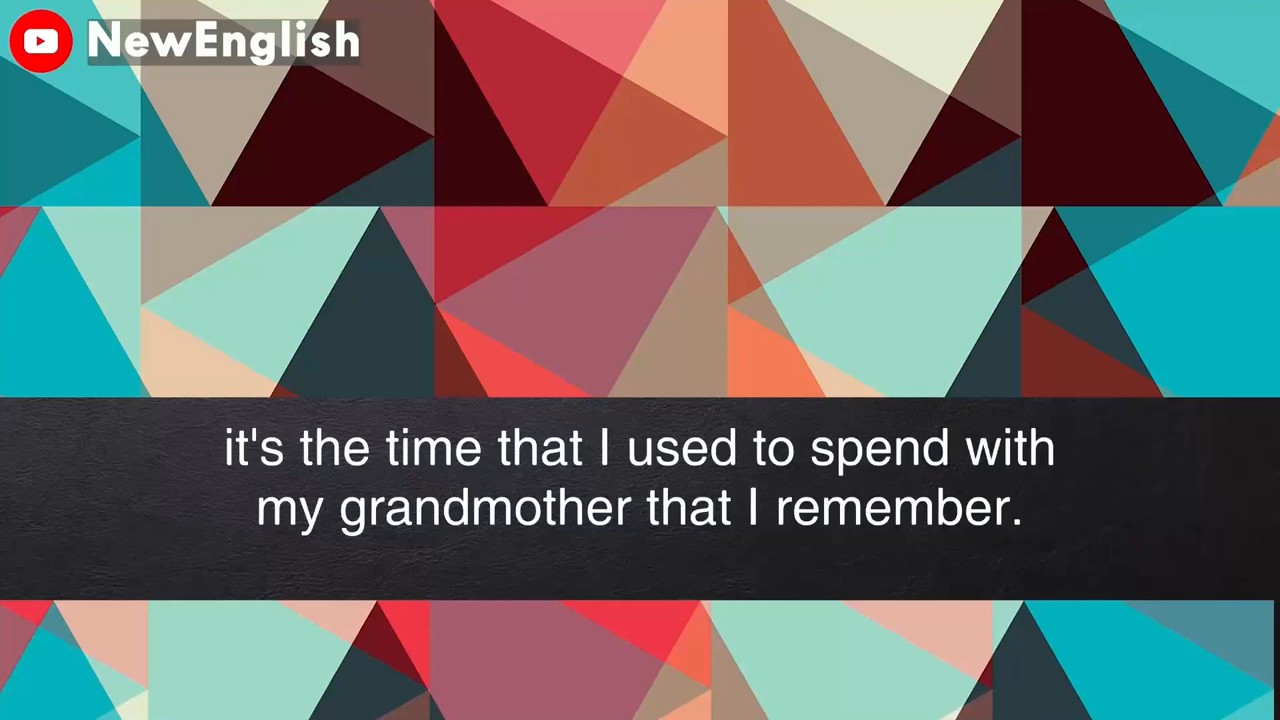 NewEnglish
it's the time that I used to spend with
my grandmother that I remember.